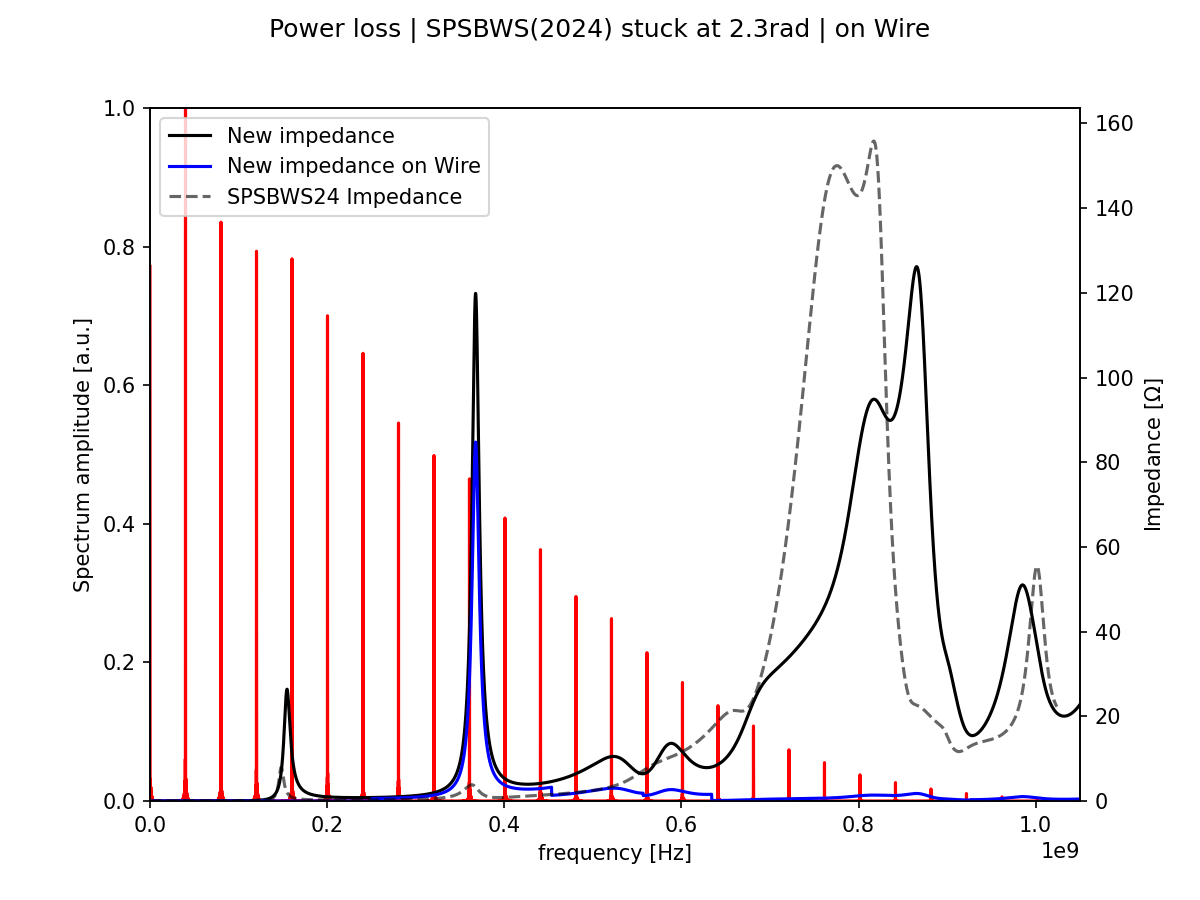 Power loss | SPSBWS(2024) stuck at 2.3rad | on Wire
New impedance
New impedance on Wire
SPSBWS24 Impedance
Spectrum amplitude [a.u.]
1.0
0.8
0.6
0.4
0.2
0.0
160
140
120
100
80
60
40
20
0
Impedance [Ω]
0.0 0.2 0.4 0.6 0.8 1.0
1e9
frequency [Hz]